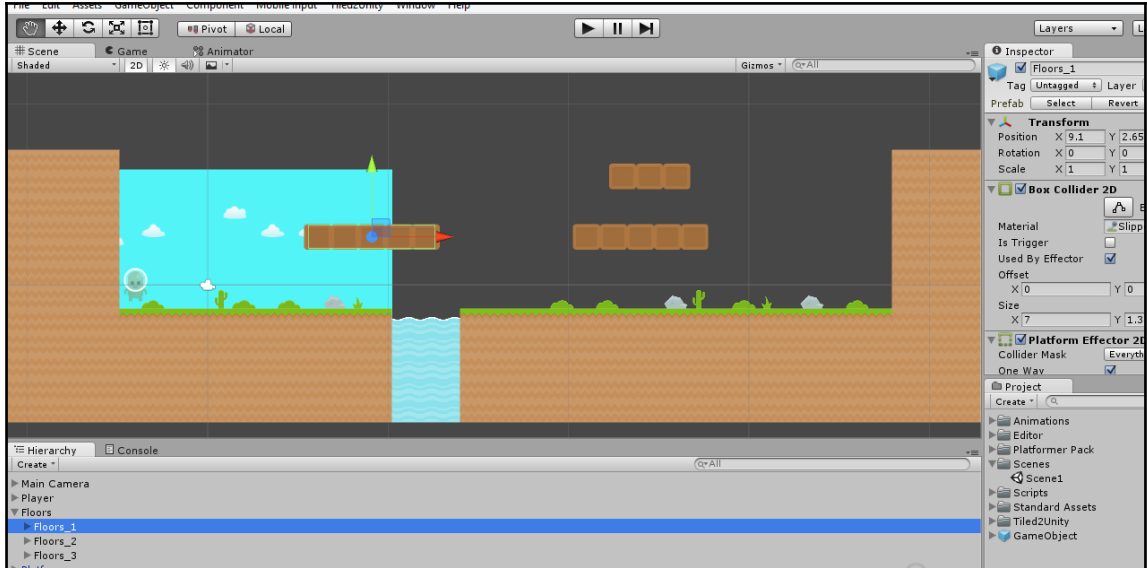 File Edit Assets GameObject Component Mobile Input Tiled2Unity Window Help
Pivot Local Layers
Scene Game Animator
Shaded 2D Gizmos All
Inspector
Floors_1
Tag Untagged Layer
Prefab Select Revert
Transform
Position X 9.1 Y 2.65
Rotation X 0 Y 0
Scale X 1 Y 1
Box Collider 2D
Material Slipp
Is Trigger
Used By Effector
Offset
X 0 Y 0
Size
X 7 Y 1.3
Platform Effector 2D
Collider Mask Everyth
One Way
Project
Create
Animations
Editor
Platformer Pack
Scenes
Scene1
Scripts
Standard Assets
Tiled2Unity
GameObject
Hierarchy Console
Create All
Main Camera
Player
Floors
Floors_1
Floors_2
Floors_3